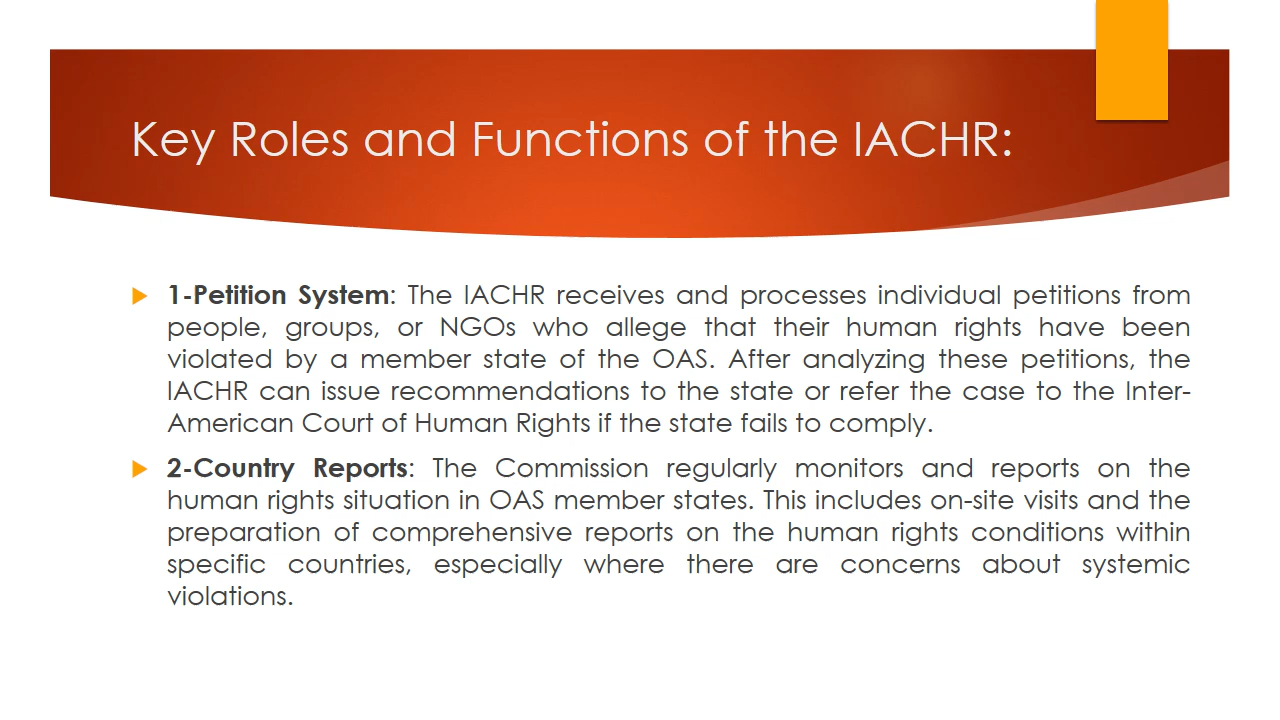 Key Roles and Functions of the IACHR:
1-Petition System: The IACHR receives and processes individual petitions from
people, groups, or NGOs who allege that their human rights have been
violated by a member state of the OAS. After analyzing these petitions, the
IACHR can issue recommendations to the state or refer the case to the Inter-
American Court of Human Rights if the state fails to comply.
2-Country Reports: The Commission regularly monitors and reports on the
human rights situation in OAS member states. This includes on-site visits and the
preparation of comprehensive reports on the human rights conditions within
specific countries, especially where there are concerns about systemic
violations.